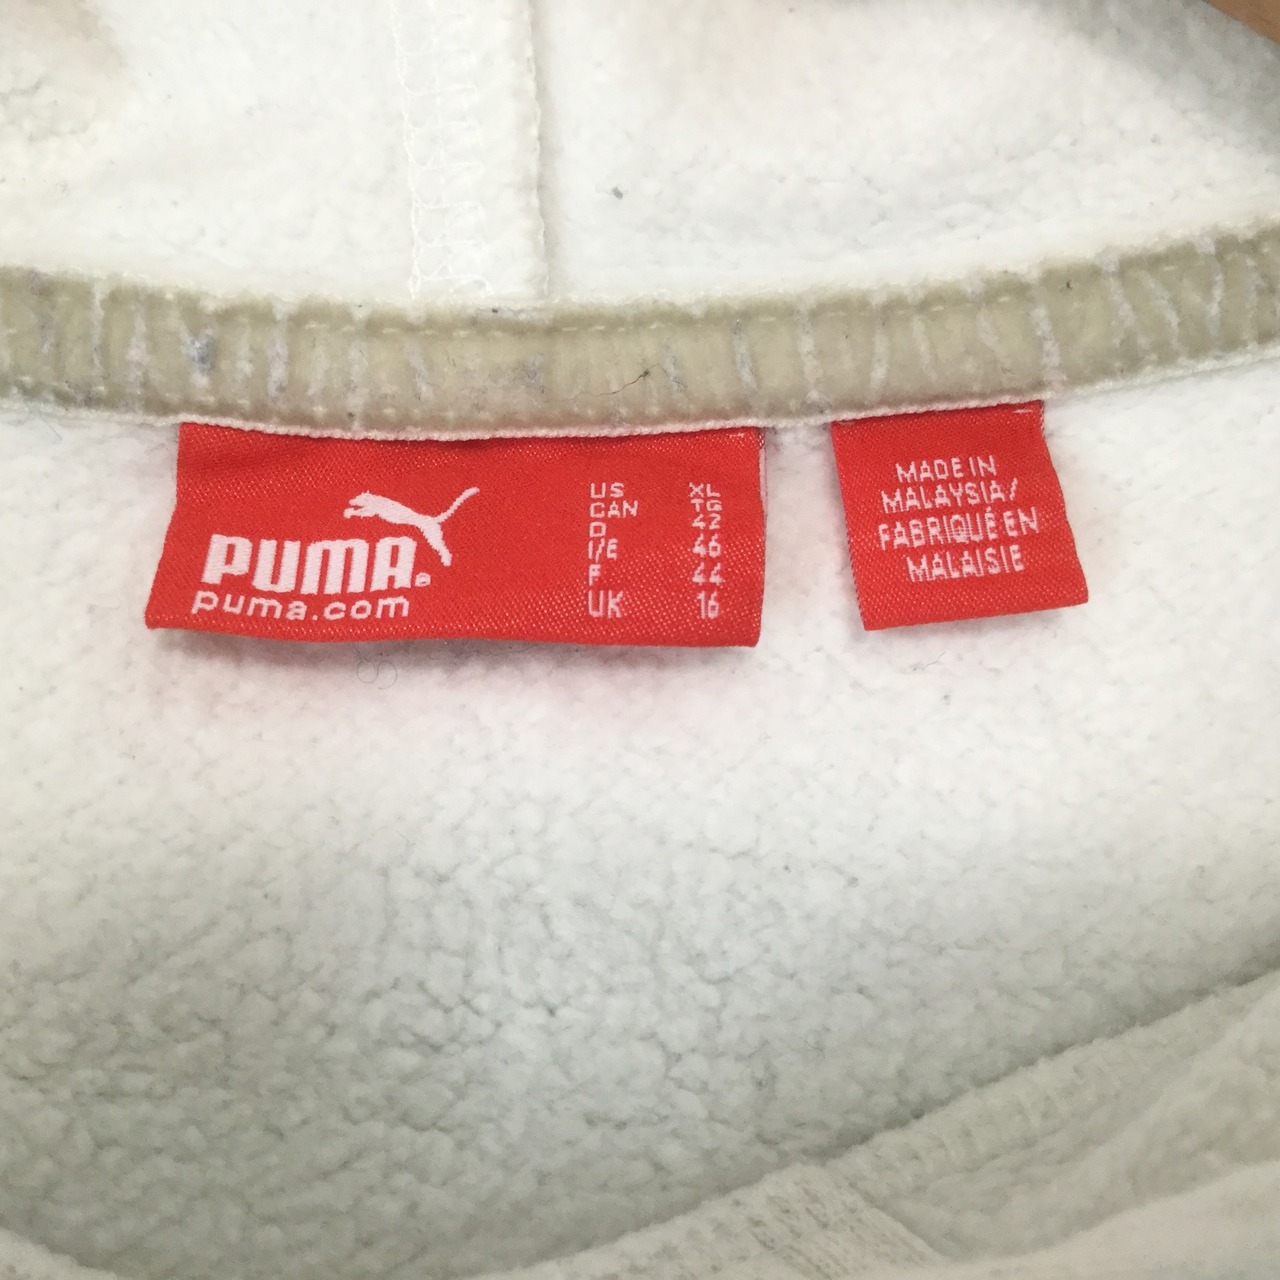 PUMA®
puma.com
US XL
CAN TG
D 42
I/E 46
F 44
UK 16
MADE IN
MALAYSIA/
FABRIQUÉ EN
MALAISIE